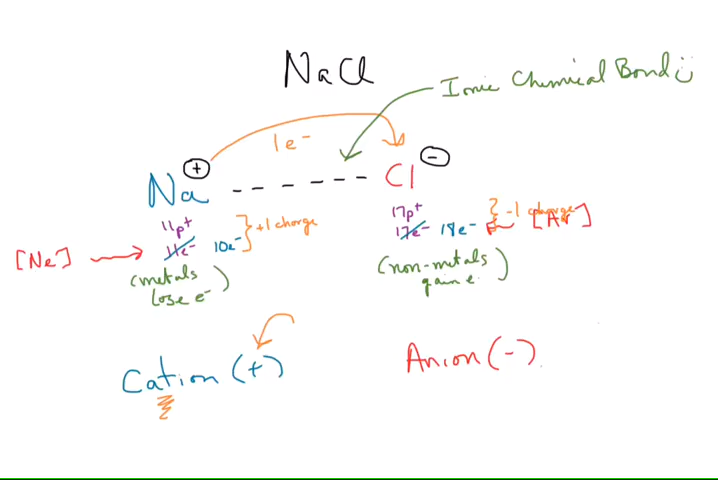 NaCl
Ionic Chemical Bond
1e⁻
+
−
Na ------ Cl
11p⁺
11e⁻ 10e⁻ } +1 charge
17p⁺
17e⁻ 18e⁻ } -1 charge
[Ne]
[Ar]
(metals
lose e⁻)
(non-metals
gain e⁻)
Cation (+)
Anion (-)